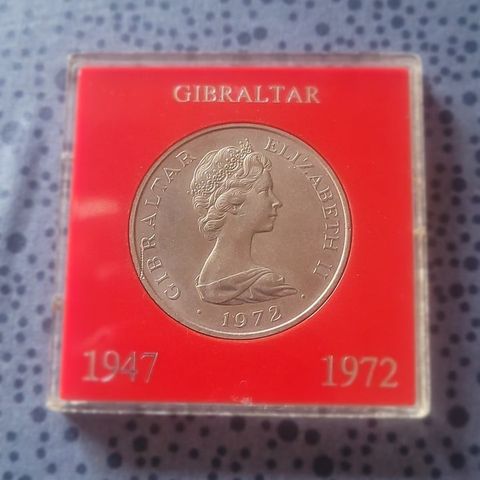 GIBRALTAR
GIBRALTAR ELIZABETH II
· 1972 ·
1947 1972